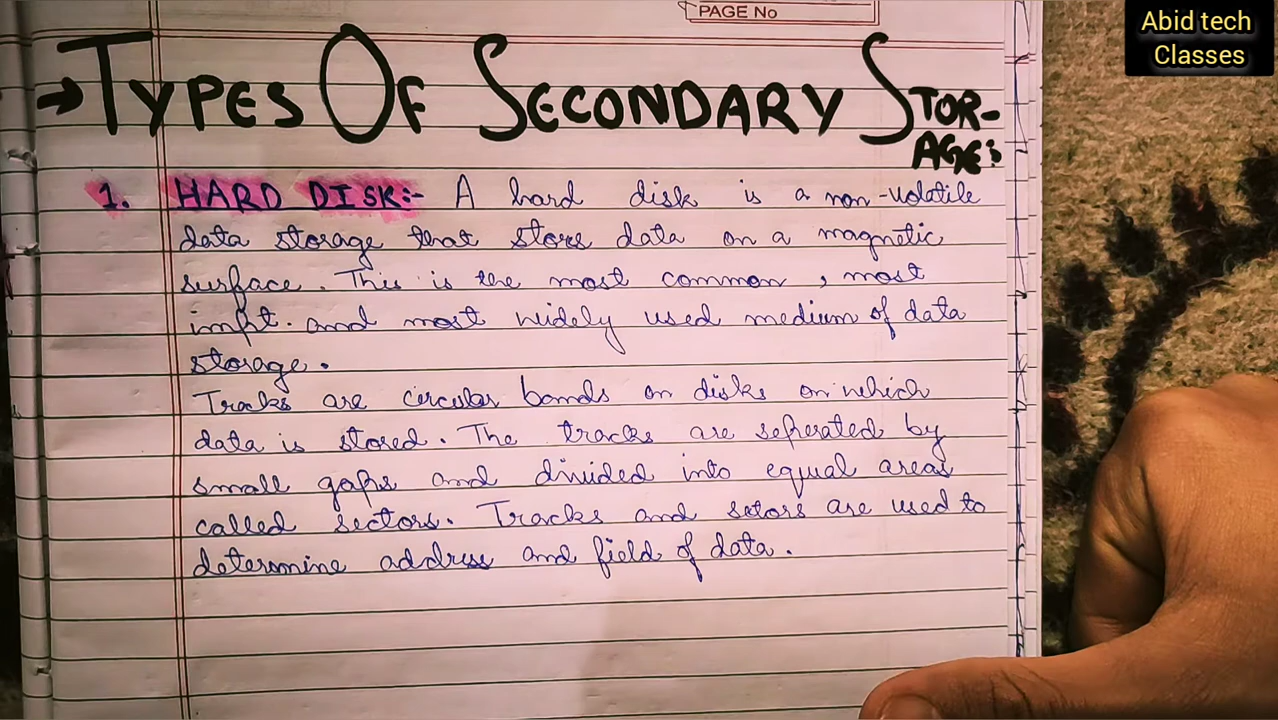 PAGE No
Abid tech
Classes
→TYPES OF SECONDARY STOR-
AGE:
1. HARD DISK:- A hard disk is a non-volatile
data storage that stores data on a magnetic
surface. This is the most common, most
impt. and most widely used medium of data
storage.
Tracks are circular bands on disks on which
data is stored. The tracks are seperated by
small gaps and divided into equal areas
called sectors. Tracks and setors are used to
determine address and field of data.